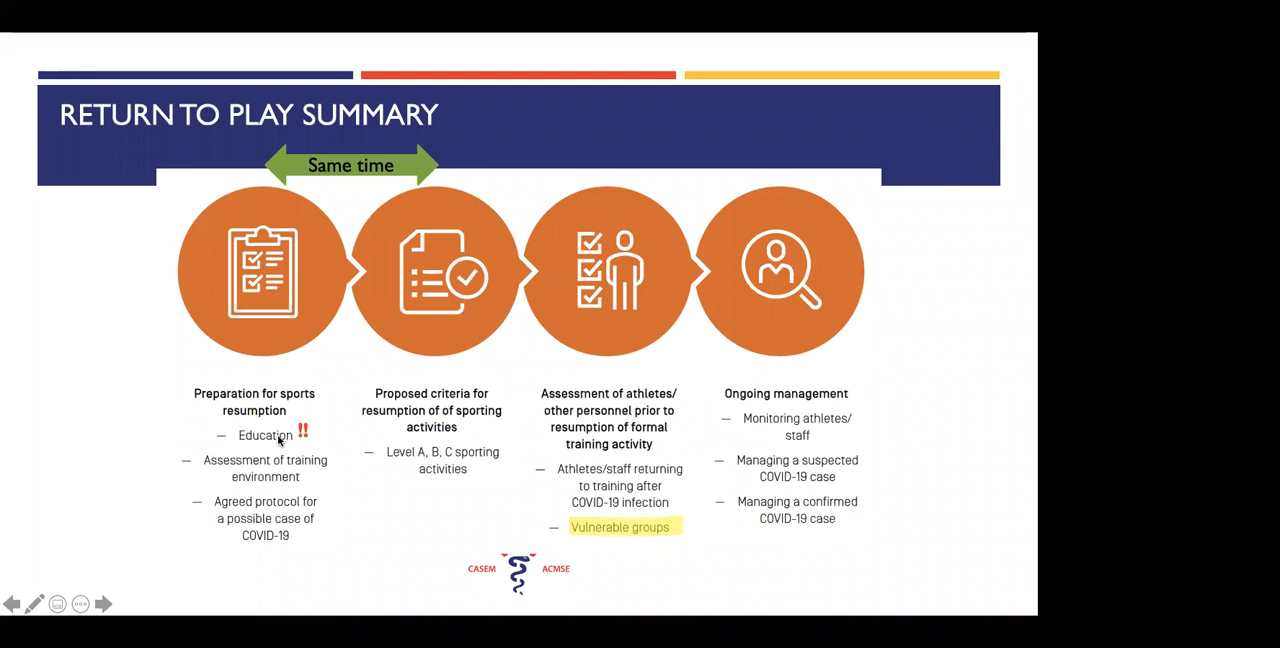 RETURN TO PLAY SUMMARY
Same time
Preparation for sports
resumption
— Education ‼
— Assessment of training
environment
— Agreed protocol for
a possible case of
COVID-19
Proposed criteria for
resumption of of sporting
activities
— Level A, B, C sporting
activities
Assessment of athletes/
other personnel prior to
resumption of formal
training activity
— Athletes/staff returning
to training after
COVID-19 infection
— Vulnerable groups
Ongoing management
— Monitoring athletes/
staff
— Managing a suspected
COVID-19 case
— Managing a confirmed
COVID-19 case
CASEM ACMSE